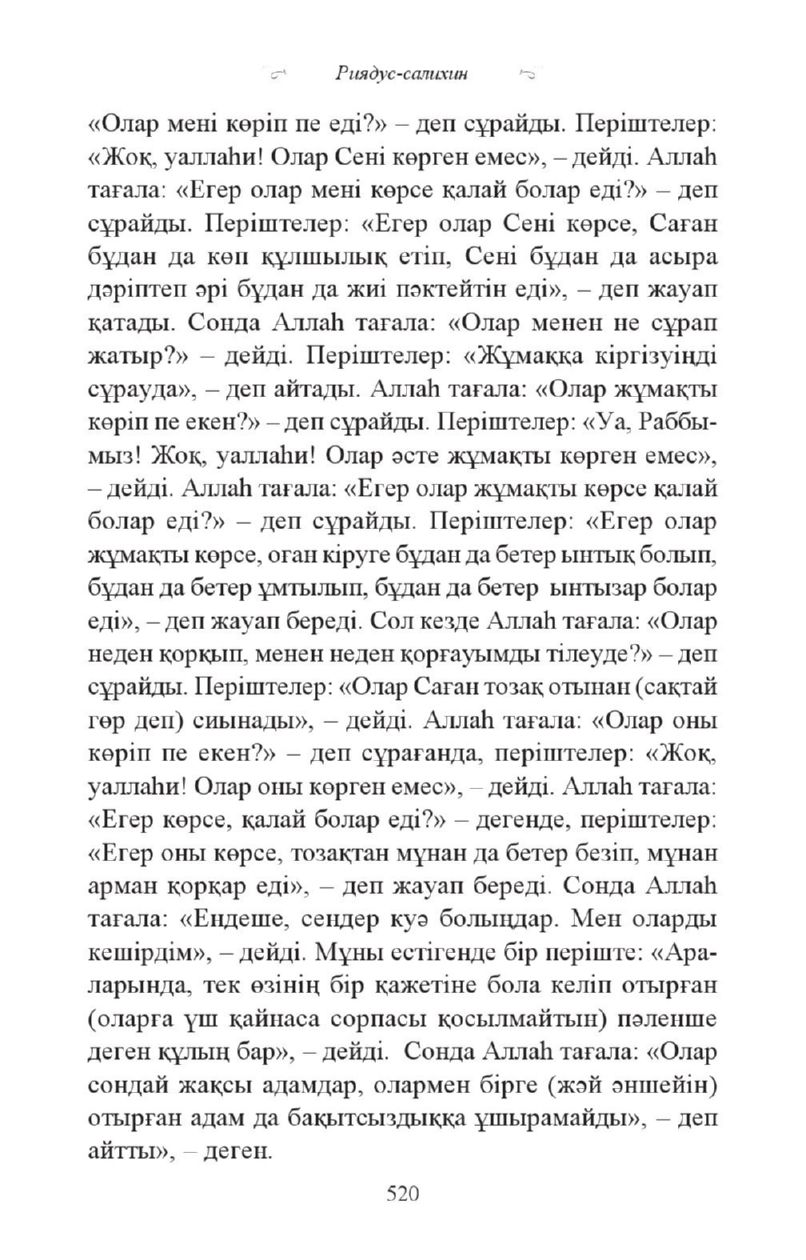 Риядус-салихин
«Олар мені көріп пе еді?» – деп сұрайды. Періштелер:
«Жоқ, уаллаһи! Олар Сені көрген емес», – дейді. Аллаһ
тағала: «Егер олар мені көрсе қалай болар еді?» – деп
сұрайды. Періштелер: «Егер олар Сені көрсе, Саған
бұдан да көп құлшылық етіп, Сені бұдан да асыра
дәріптеп әрі бұдан да жиі пәктейтін еді», – деп жауап
қатады. Сонда Аллаһ тағала: «Олар менен не сұрап
жатыр?» – дейді. Періштелер: «Жұмаққа кіргізуіңді
сұрауда», – деп айтады. Аллаһ тағала: «Олар жұмақты
көріп пе екен?» – деп сұрайды. Періштелер: «Уа, Раббы-
мыз! Жоқ, уаллаһи! Олар әсте жұмақты көрген емес»,
– дейді. Аллаһ тағала: «Егер олар жұмақты көрсе қалай
болар еді?» – деп сұрайды. Періштелер: «Егер олар
жұмақты көрсе, оған кіруге бұдан да бетер ынтық болып,
бұдан да бетер ұмтылып, бұдан да бетер ынтызар болар
еді», – деп жауап береді. Сол кезде Аллаһ тағала: «Олар
неден қорқып, менен неден қорғауымды тілеуде?» – деп
сұрайды. Періштелер: «Олар Саған тозақ отынан (сақтай
гөр деп) сиынады», – дейді. Аллаһ тағала: «Олар оны
көріп пе екен?» – деп сұрағанда, періштелер: «Жоқ,
уаллаһи! Олар оны көрген емес», – дейді. Аллаһ тағала:
«Егер көрсе, қалай болар еді?» – дегенде, періштелер:
«Егер оны көрсе, тозақтан мұнан да бетер безіп, мұнан
арман қорқар еді», – деп жауап береді. Сонда Аллаһ
тағала: «Ендеше, сендер куә болыңдар. Мен оларды
кешірдім», – дейді. Мұны естігенде бір періште: «Ара-
ларында, тек өзінің бір қажетіне бола келіп отырған
(оларға үш қайнаса сорпасы қосылмайтын) пәленше
деген құлың бар», – дейді. Сонда Аллаһ тағала: «Олар
сондай жақсы адамдар, олармен бірге (жәй әншейін)
отырған адам да бақытсыздыққа ұшырамайды», – деп
айтты», – деген.
520